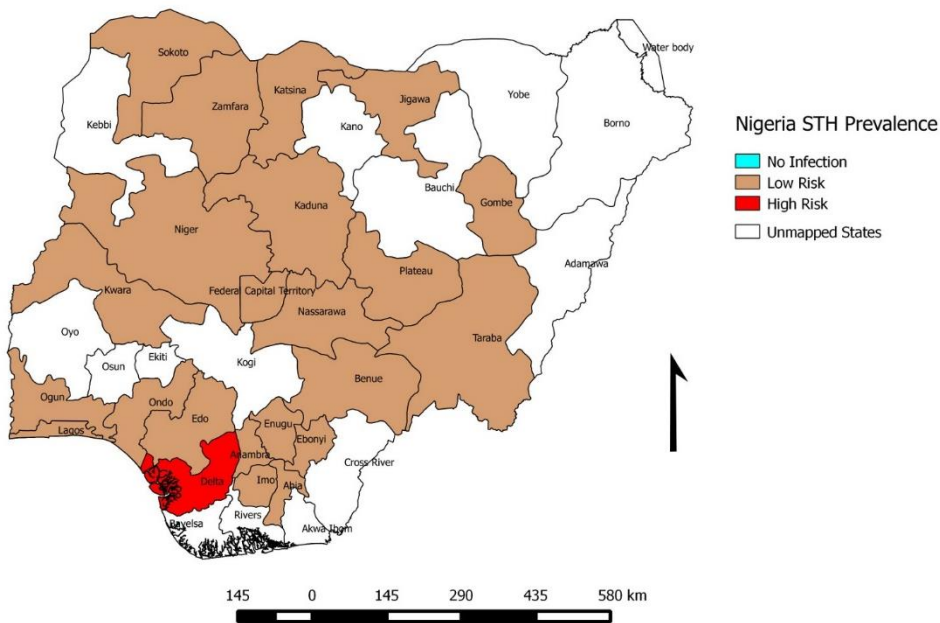 Water body
Sokoto
Katsina
Jigawa
Yobe
Zamfara
Kano
Borno
Kebbi
Bauchi
Gombe
Kaduna
Niger
Adamawa
Plateau
Kwara
Federal Capital Territory
Nassarawa
Taraba
Oyo
Ekiti
Kogi
Osun
Benue
Ogun
Ondo
Edo
Enugu
Lagos
Ebonyi
Anambra
Cross River
Delta
Imo
Abia
Bayelsa
Rivers
Akwa Ibom
Nigeria STH Prevalence
No Infection
Low Risk
High Risk
Unmapped States
145 0 145 290 435 580 km